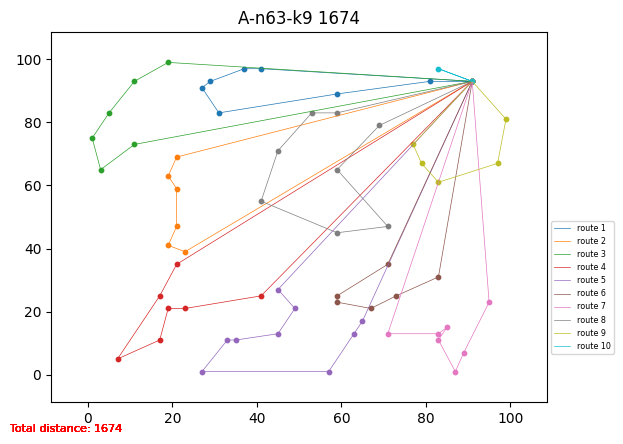 A-n63-k9 1674
100
80
60
40
20
0
0 20 40 60 80 100
route 1
route 2
route 3
route 4
route 5
route 6
route 7
route 8
route 9
route 10
Total distance: 1674